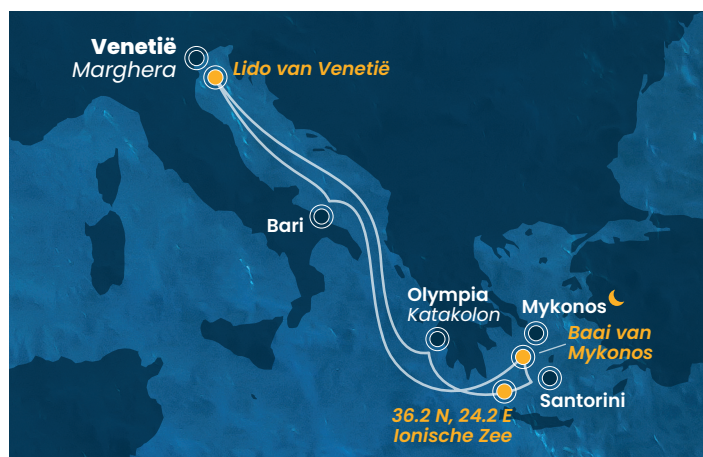 Venetië
Marghera
Lido van Venetië
Bari
Olympia
Katakolon
Mykonos
Baai van
Mykonos
Santorini
36.2 N, 24.2 E
Ionische Zee